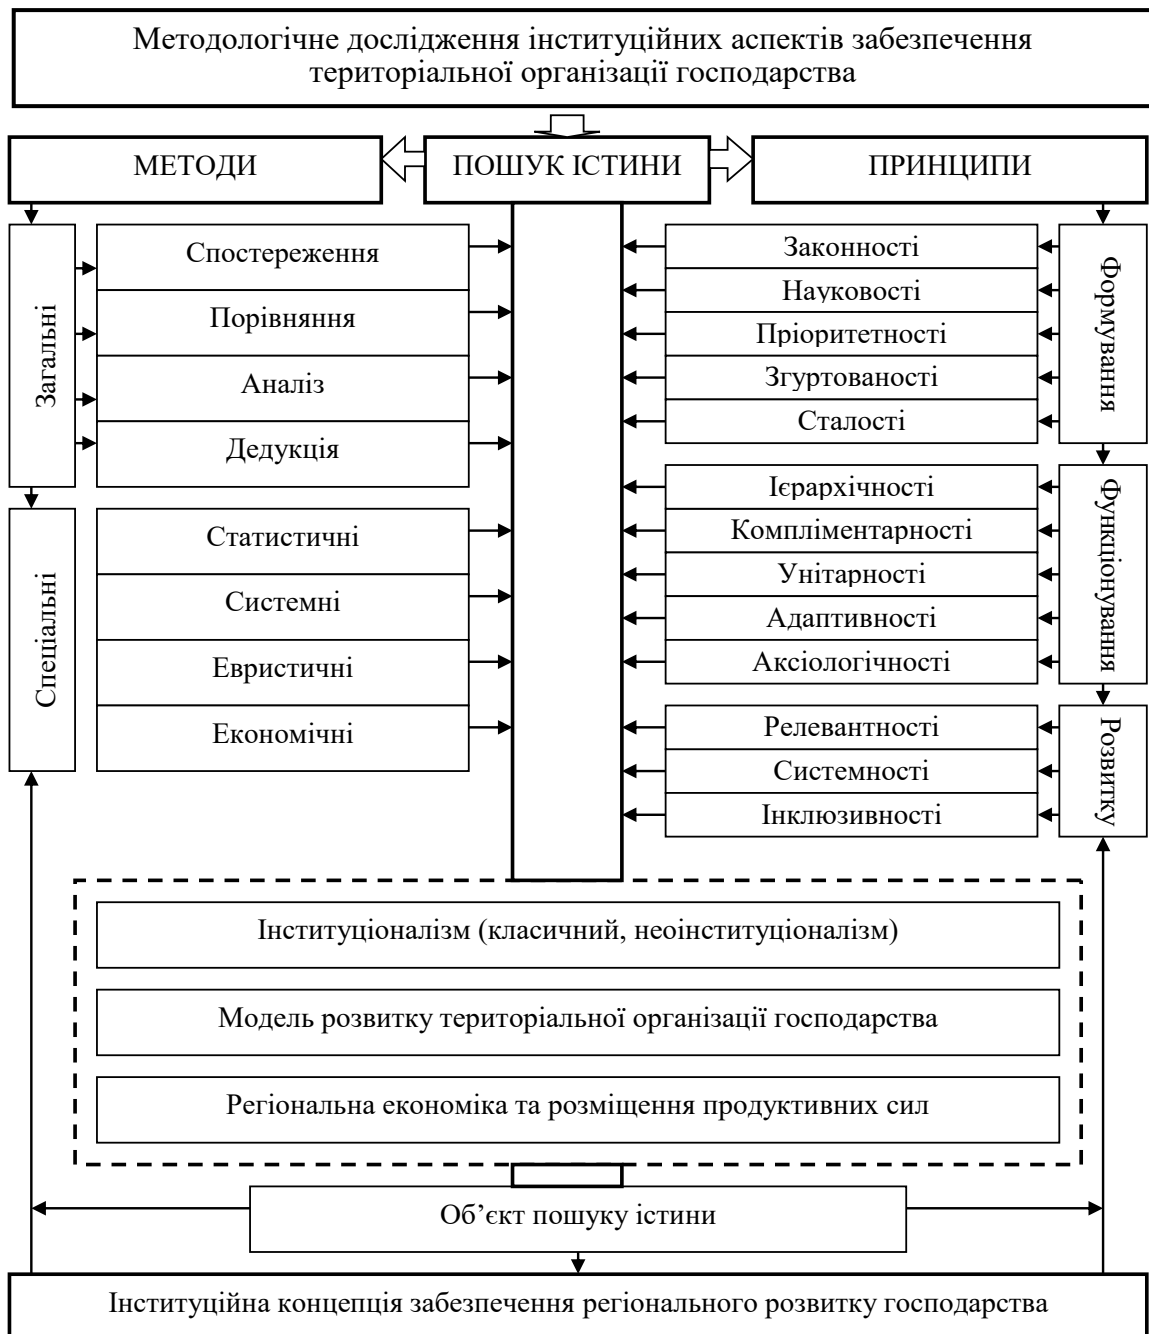 Методологічне дослідження інституційних аспектів забезпечення
територіальної організації господарства
МЕТОДИ
ПОШУК ІСТИНИ
ПРИНЦИПИ
Загальні
Спостереження
Порівняння
Аналіз
Дедукція
Спеціальні
Статистичні
Системні
Евристичні
Економічні
Законності
Науковості
Пріоритетності
Згуртованості
Сталості
Формування
Ієрархічності
Компліментарності
Унітарності
Адаптивності
Аксіологічності
Функціонування
Релевантності
Системності
Інклюзивності
Розвитку
Інституціоналізм (класичний, неоінституціоналізм)
Модель розвитку територіальної організації господарства
Регіональна економіка та розміщення продуктивних сил
Об’єкт пошуку істини
Інституційна концепція забезпечення регіонального розвитку господарства